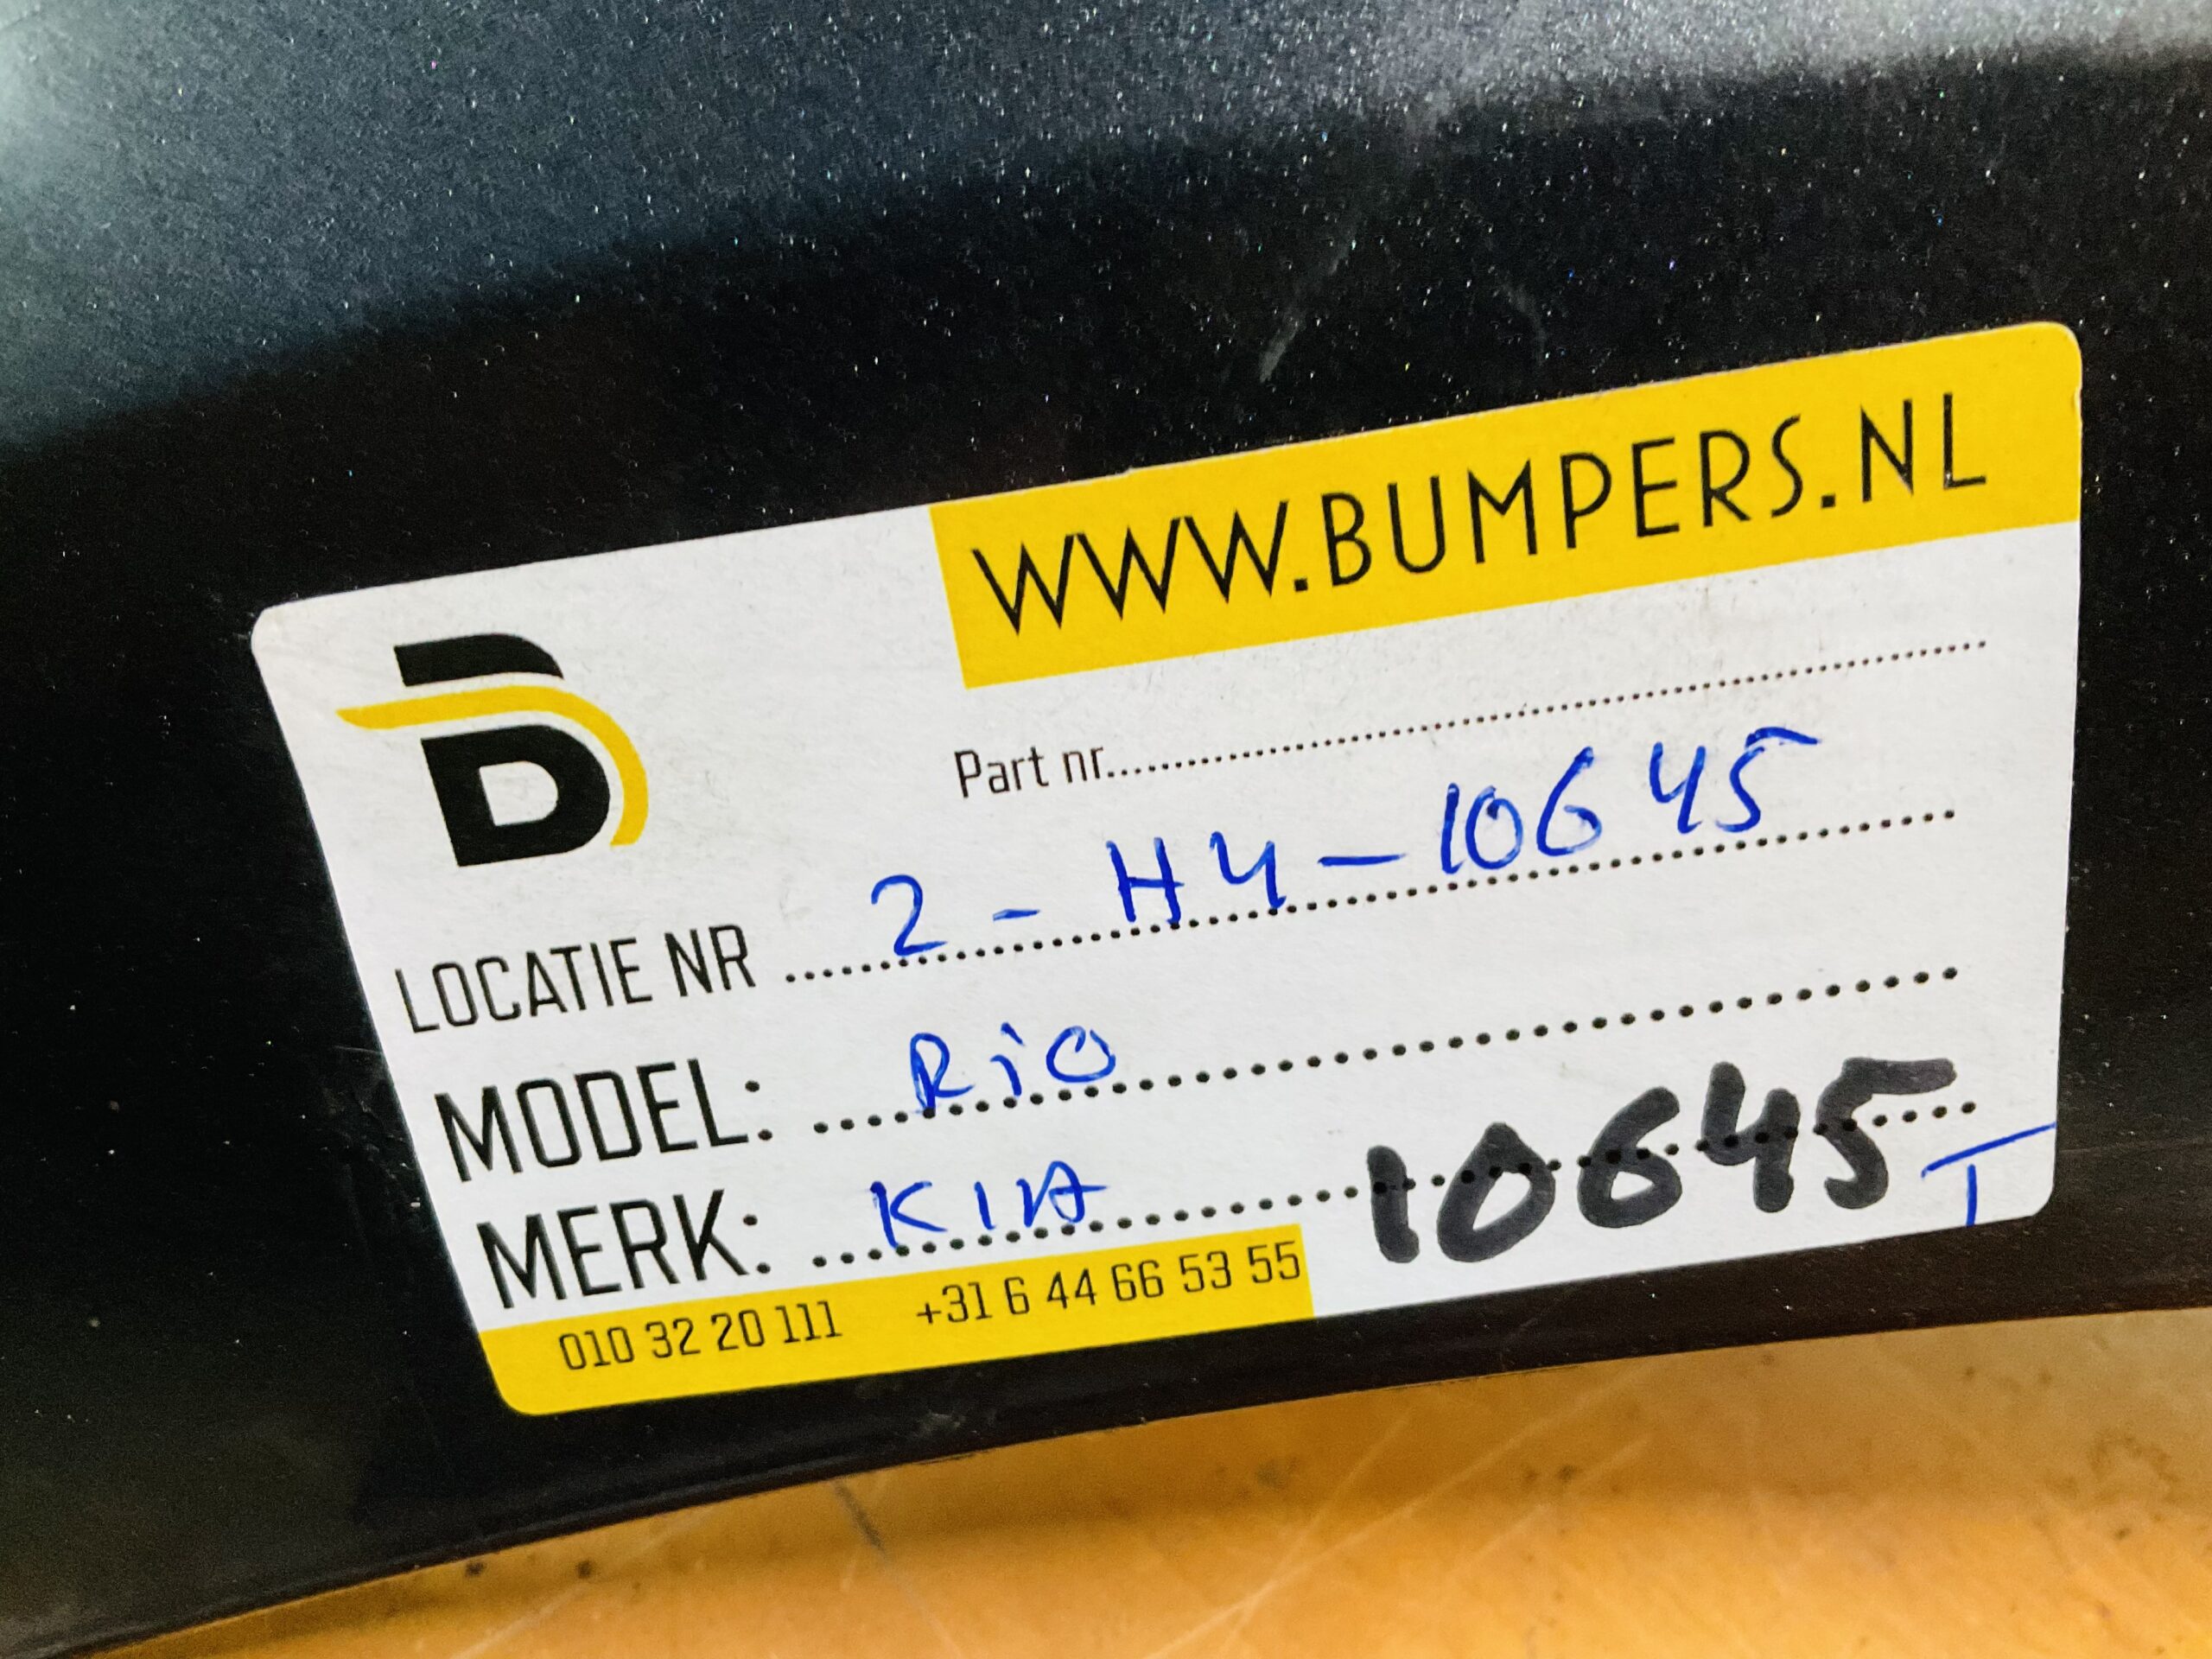 WWW.BUMPERS.NL
B
Part nr..........
LOCATIE NR .......... 2 - H4 - 10645
MODEL: .......... RiO
MERK: .......... KIA 10645
T
010 32 20 111 +31 6 44 66 53 55